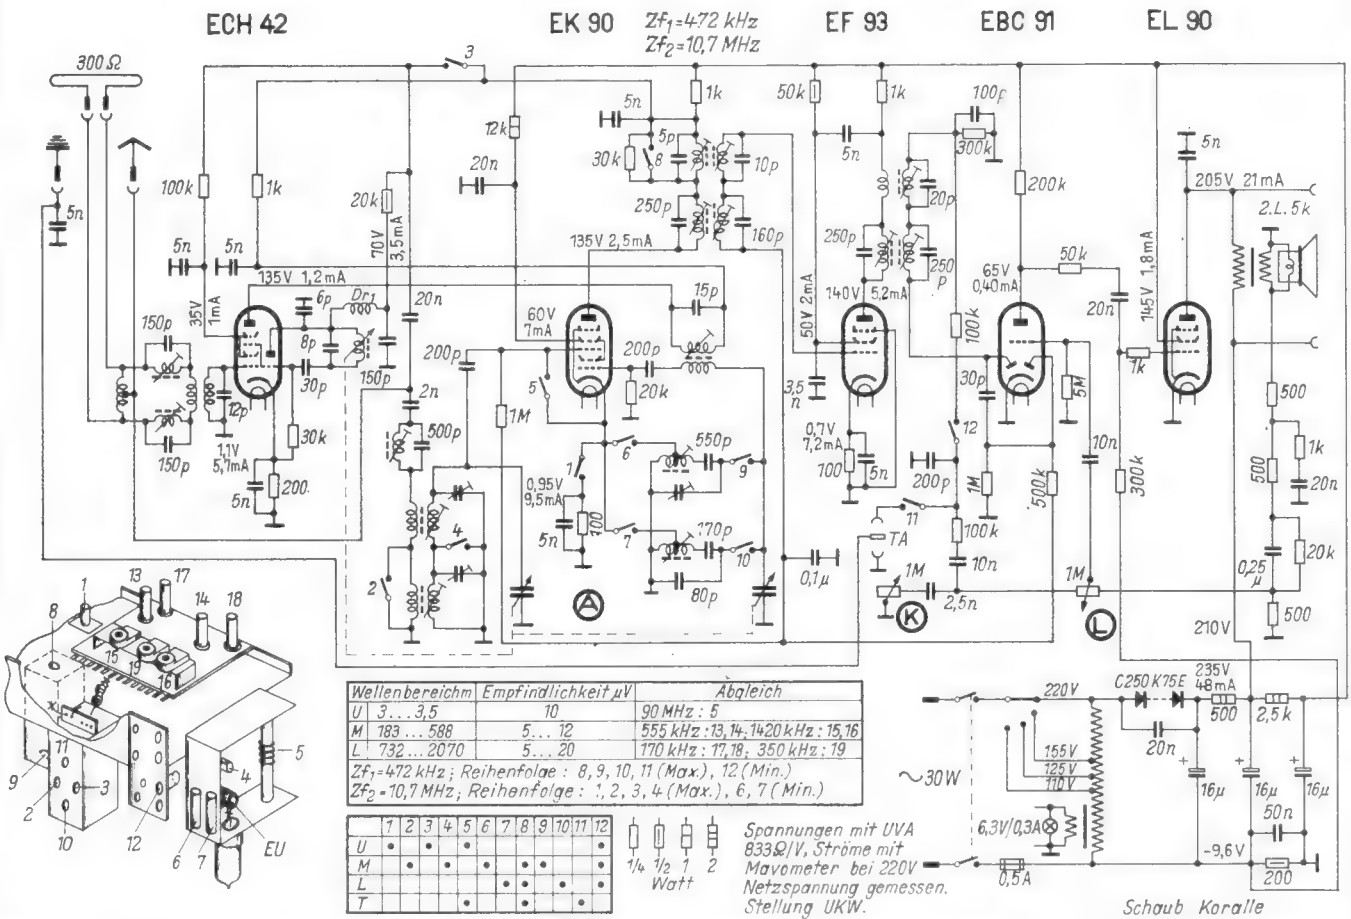 ECH 42
EK 90
Zf1=472 kHz
Zf2=10,7 MHz
EF 93
EBC 91
EL 90
300Ω
3
5n
100k
1k
20k
70V
3,5mA
12k
20n
5n
1k
5p
30k
8
10p
250p
160p
135V 2,5mA
50k
1k
5n
100p
300k
20p
250p
250
p
200k
5n
205V 21mA
2.L.5k
50k
65V
0,40mA
20n
145V 1,8mA
5n
5n
135V 1,2mA
35V
1mA
6p
Dr1
8p
150p
150p
30p
12p
150p
1,1V
5,7mA
30k
5n
200
20n
200p
2n
500p
4
2
60V
7mA
5
1M
200p
20k
15p
1
6
550p
9
0,95V
9,5mA
5n
100
7
170p
10
80p
A
50V 2mA
140V
5,2mA
3,5
n
0,7V
7,2mA
100
5n
200p
11
TA
0,1µ
1M
K
2,5n
100k
12
30p
1M
100k
10n
500k
5M
10n
1M
L
1k
300k
500
500
1k
20n
20k
0,25
µ
500
210V
1
13
17
14
18
8
15
19
16
11
9
2
3
10
12
4
5
6
7
EU
Wellenbereich m Empfindlichkeit µV Abgleich
U 3...3,5 10 90 MHz : 5
M 183...588 5...12 555 kHz : 13,14; 1420 kHz : 15,16
L 732...2070 5...20 170 kHz : 17,18; 350 kHz : 19
Zf1=472 kHz ; Reihenfolge : 8, 9, 10, 11 (Max.) , 12 (Min.)
Zf2=10,7 MHz ; Reihenfolge : 1, 2, 3, 4 (Max.) , 6, 7 (Min.)
1 2 3 4 5 6 7 8 9 10 11 12
U
M
L
T
1/4 1/2 1 2
Watt
Spannungen mit UVA
833Ω/V, Ströme mit
Mavometer bei 220V
Netzspannung gemessen.
Stellung UKW.
~30W
220V
155V
125V
110V
6,3V/0,3A
0,5A
C250 K75E
20n
235V
48mA
500
2,5k
+
16µ
+
16µ
+
16µ
50n
-9,6V
200
Schaub Koralle